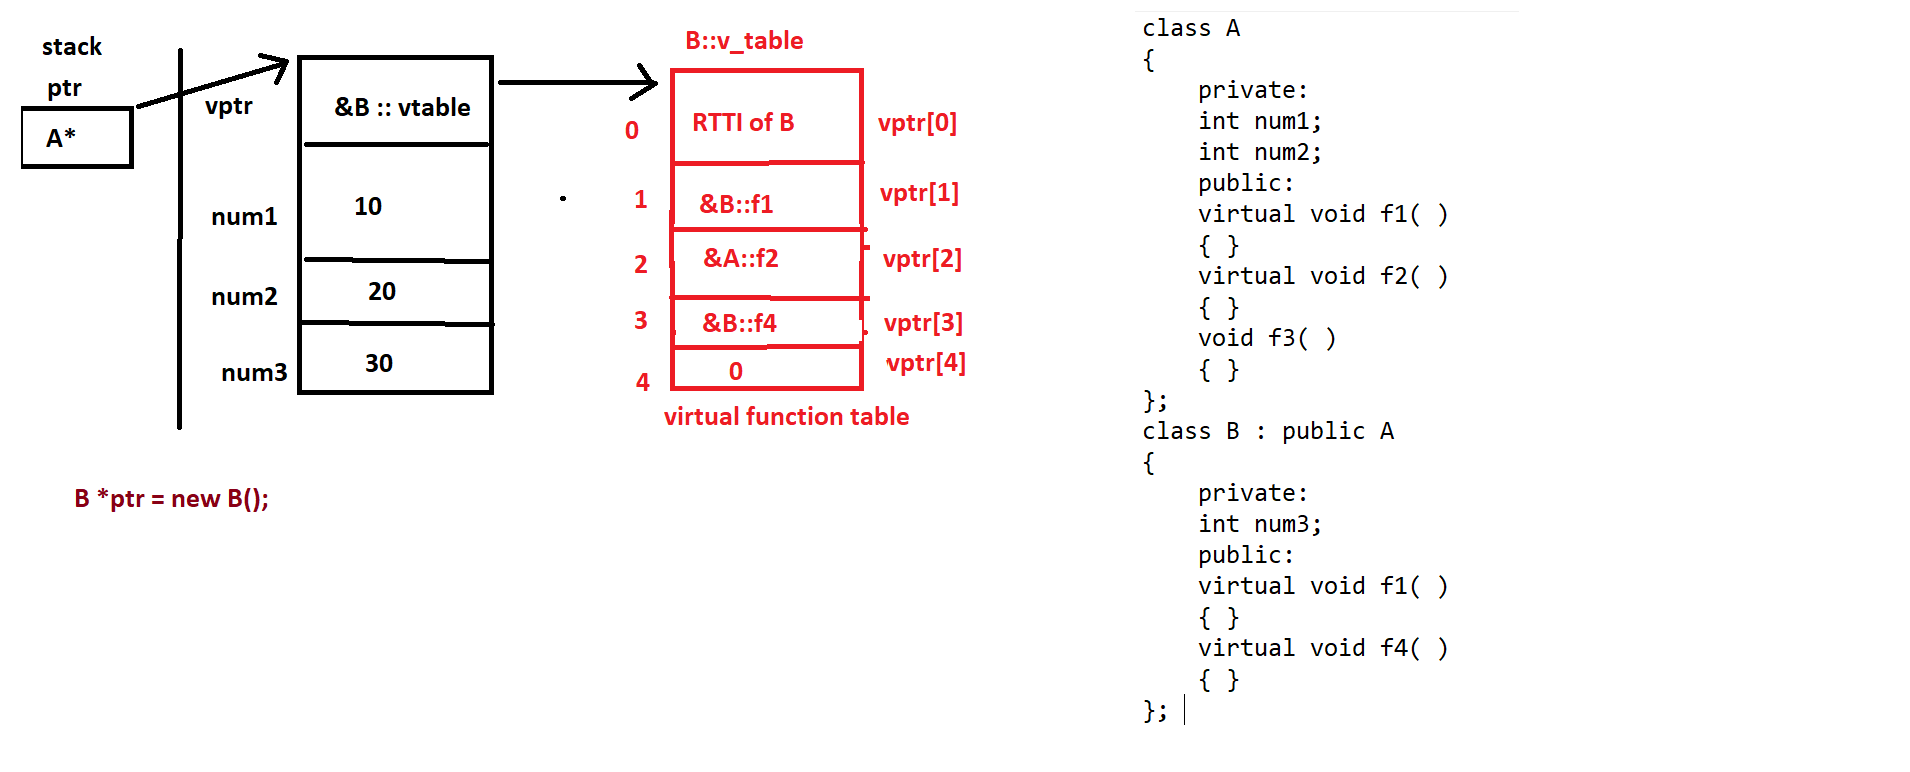 stack
ptr
A*
vptr
&B :: vtable
num1
10
num2
20
num3
30
B *ptr = new B();
B::v_table
0
RTTI of B
vptr[0]
1
&B::f1
vptr[1]
2
&A::f2
vptr[2]
3
&B::f4
vptr[3]
4
0
vptr[4]
virtual function table
class A
{
private:
int num1;
int num2;
public:
virtual void f1( )
{ }
virtual void f2( )
{ }
void f3( )
{ }
};
class B : public A
{
private:
int num3;
public:
virtual void f1( )
{ }
virtual void f4( )
{ }
};